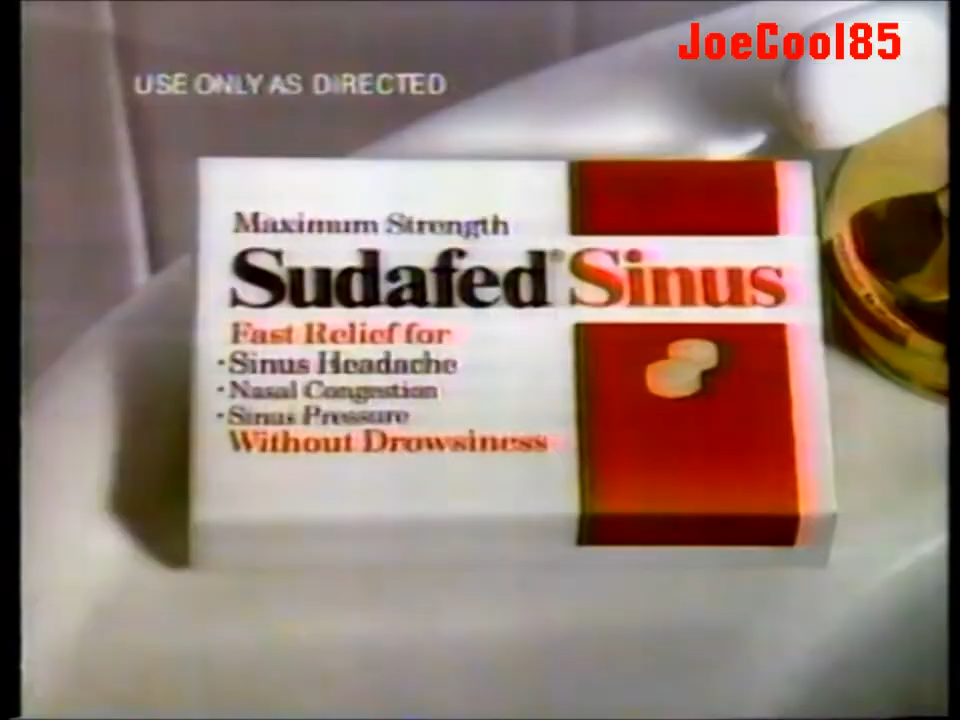 JoeCool85
USE ONLY AS DIRECTED
Maximum Strength
Sudafed® Sinus
Fast Relief for
·Sinus Headache
·Nasal Congestion
·Sinus Pressure
Without Drowsiness